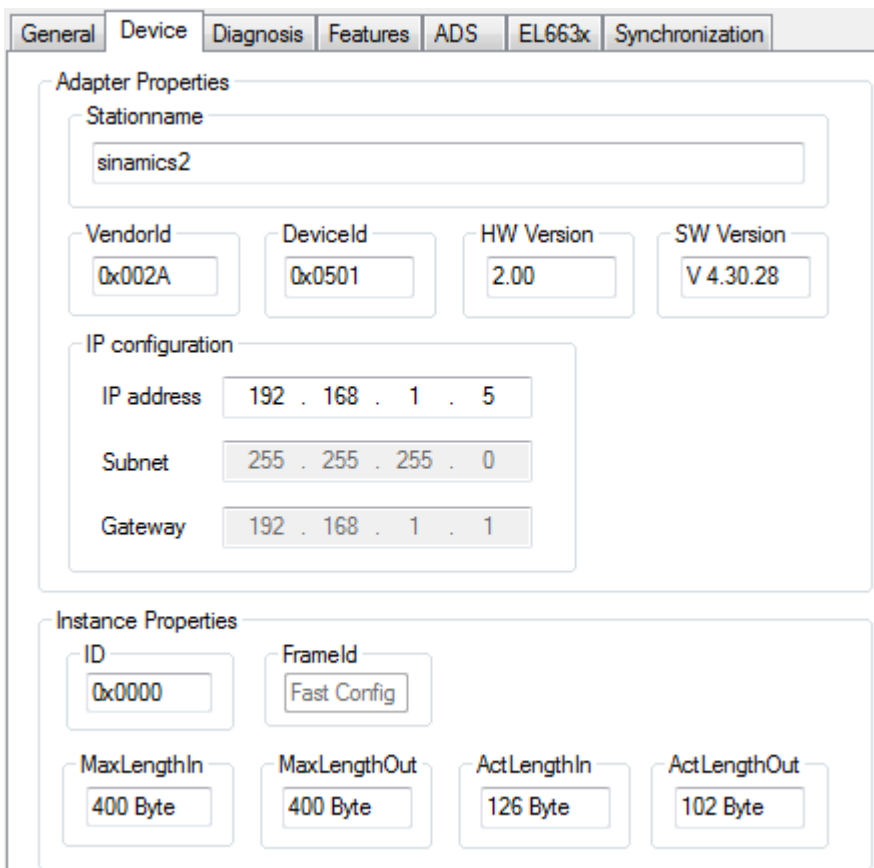 General Device Diagnosis Features ADS EL663x Synchronization
Adapter Properties
Stationname
sinamics2
VendorId DeviceId HW Version SW Version
0x002A 0x0501 2.00 V 4.30.28
IP configuration
IP address 192 . 168 . 1 . 5
Subnet 255 . 255 . 255 . 0
Gateway 192 . 168 . 1 . 1
Instance Properties
ID FrameId
0x0000 Fast Config
MaxLengthIn MaxLengthOut ActLengthIn ActLengthOut
400 Byte 400 Byte 126 Byte 102 Byte